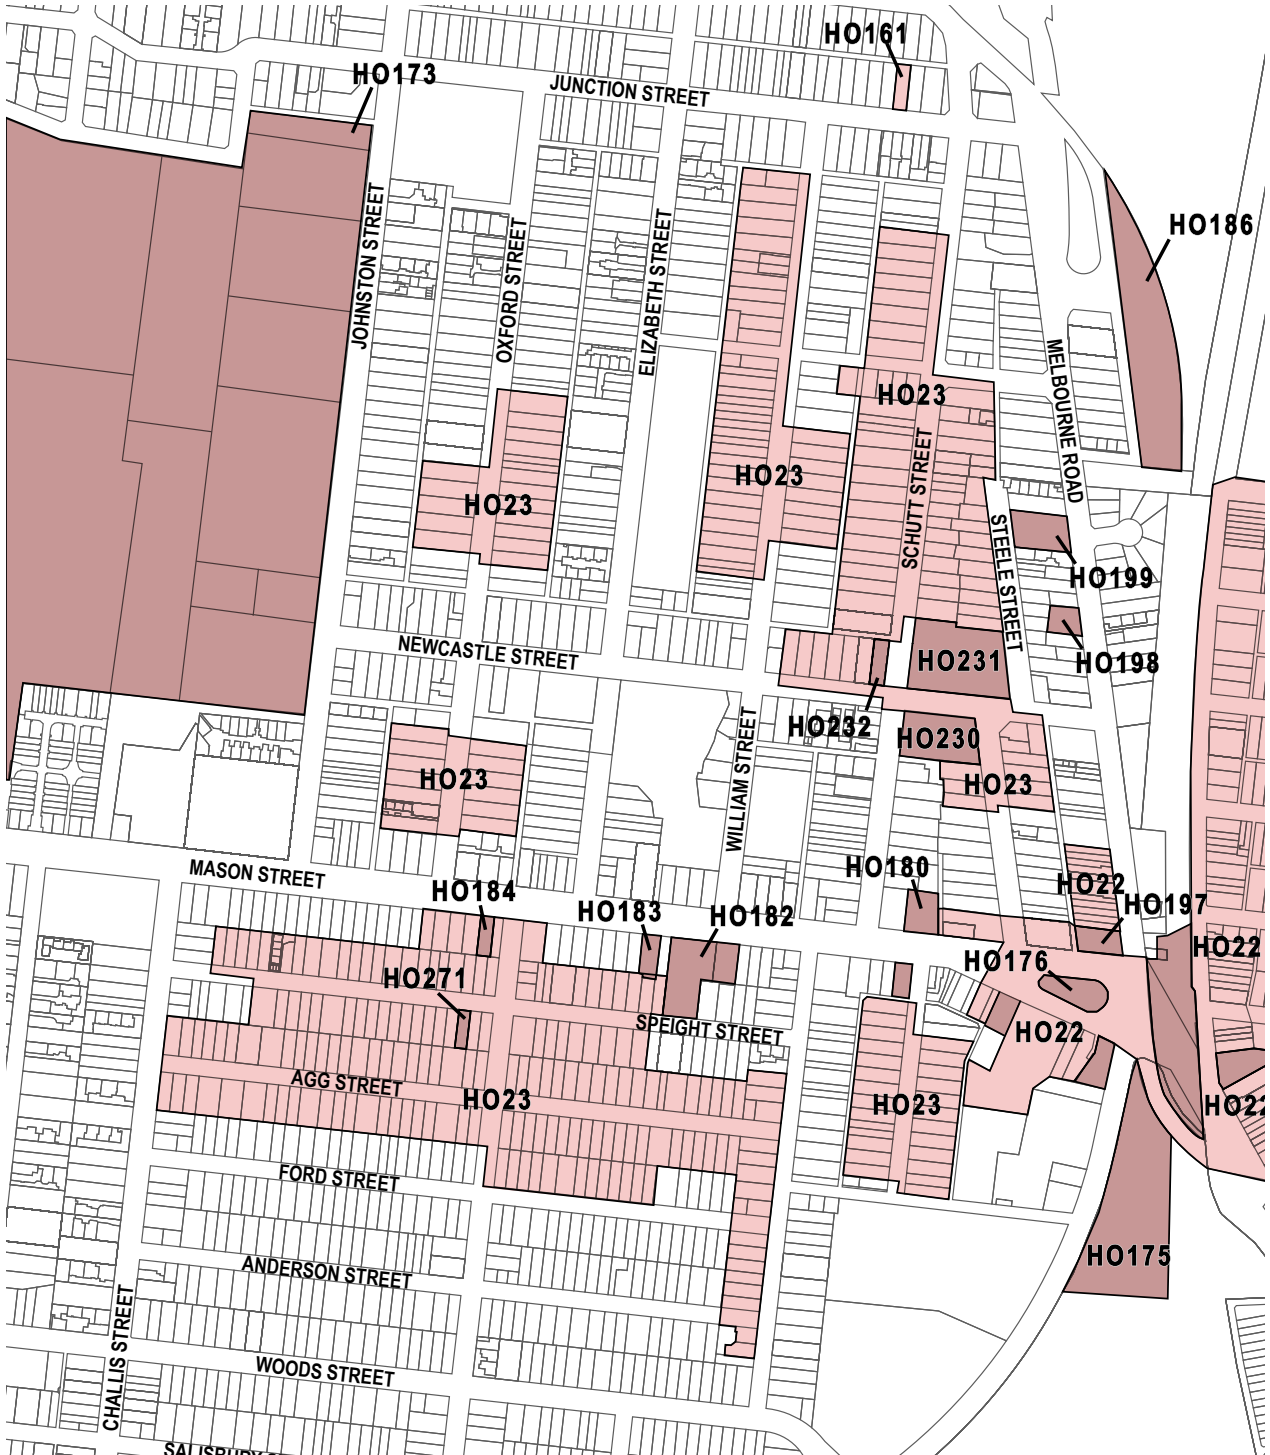 HO161
HO173
JUNCTION STREET
HO186
JOHNSTON STREET
OXFORD STREET
ELIZABETH STREET
MELBOURNE ROAD
HO23
HO23
HO23
SCHUTT STREET
STEELE STREET
HO199
HO198
NEWCASTLE STREET
HO231
HO232
HO230
WILLIAM STREET
HO23
HO23
MASON STREET
HO184
HO180
HO22
HO183
HO182
HO197
HO22
HO271
HO176
SPEIGHT STREET
HO22
AGG STREET
HO23
HO23
HO22
FORD STREET
HO175
ANDERSON STREET
CHALLIS STREET
WOODS STREET